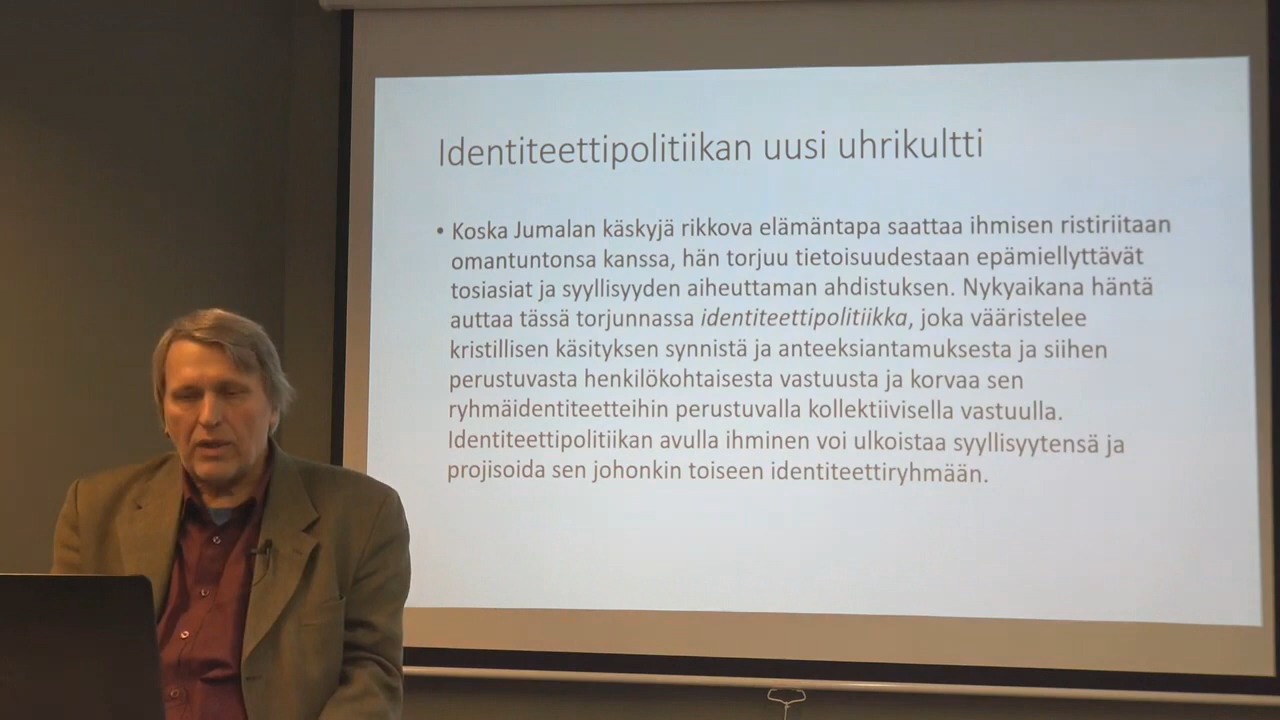 Identiteettipolitiikan uusi uhrikultti
• Koska Jumalan käskyjä rikkova elämäntapa saattaa ihmisen ristiriitaan
omantuntonsa kanssa, hän torjuu tietoisuudestaan epämiellyttävät
tosiasiat ja syyllisyyden aiheuttaman ahdistuksen. Nykyaikana häntä
auttaa tässä torjunnassa identiteettipolitiikka, joka vääristelee
kristillisen käsityksen synnistä ja anteeksiantamuksesta ja siihen
perustuvasta henkilökohtaisesta vastuusta ja korvaa sen
ryhmäidentiteetteihin perustuvalla kollektiivisella vastuulla.
Identiteettipolitiikan avulla ihminen voi ulkoistaa syyllisyytensä ja
projisoida sen johonkin toiseen identiteettiryhmään.